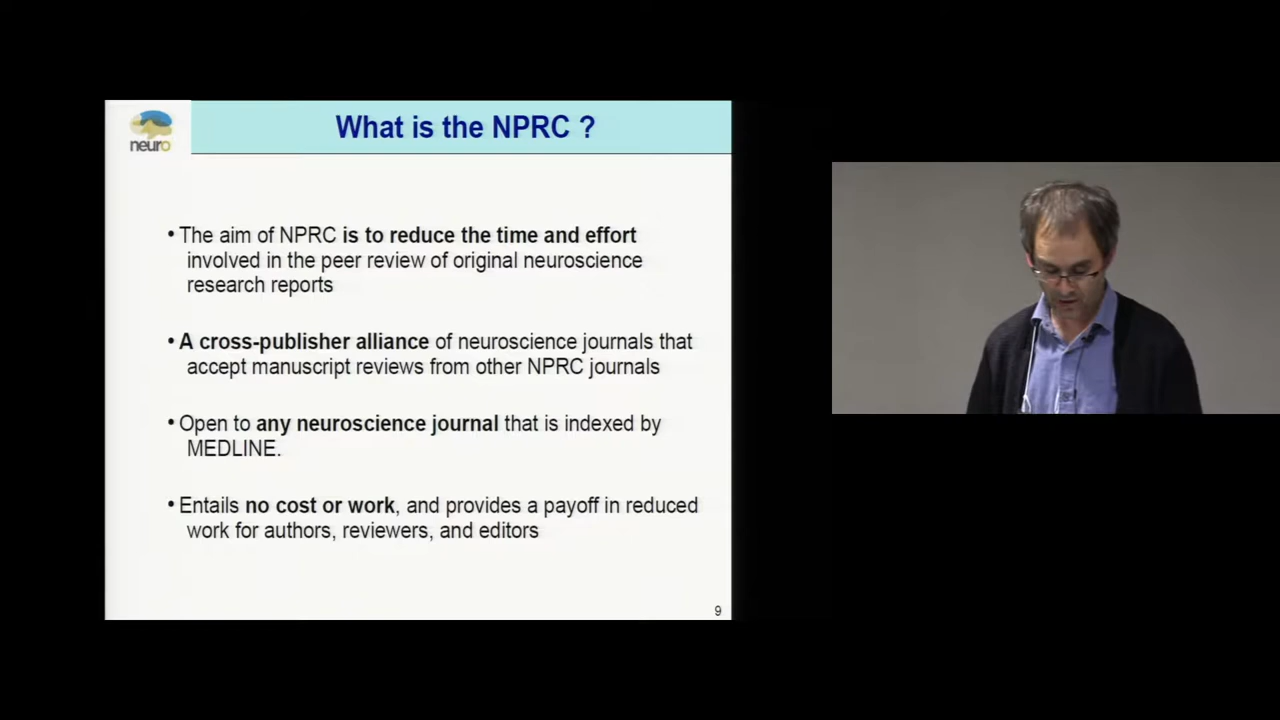 neuro
What is the NPRC ?
• The aim of NPRC is to reduce the time and effort
involved in the peer review of original neuroscience
research reports
• A cross-publisher alliance of neuroscience journals that
accept manuscript reviews from other NPRC journals
• Open to any neuroscience journal that is indexed by
MEDLINE.
• Entails no cost or work, and provides a payoff in reduced
work for authors, reviewers, and editors
9